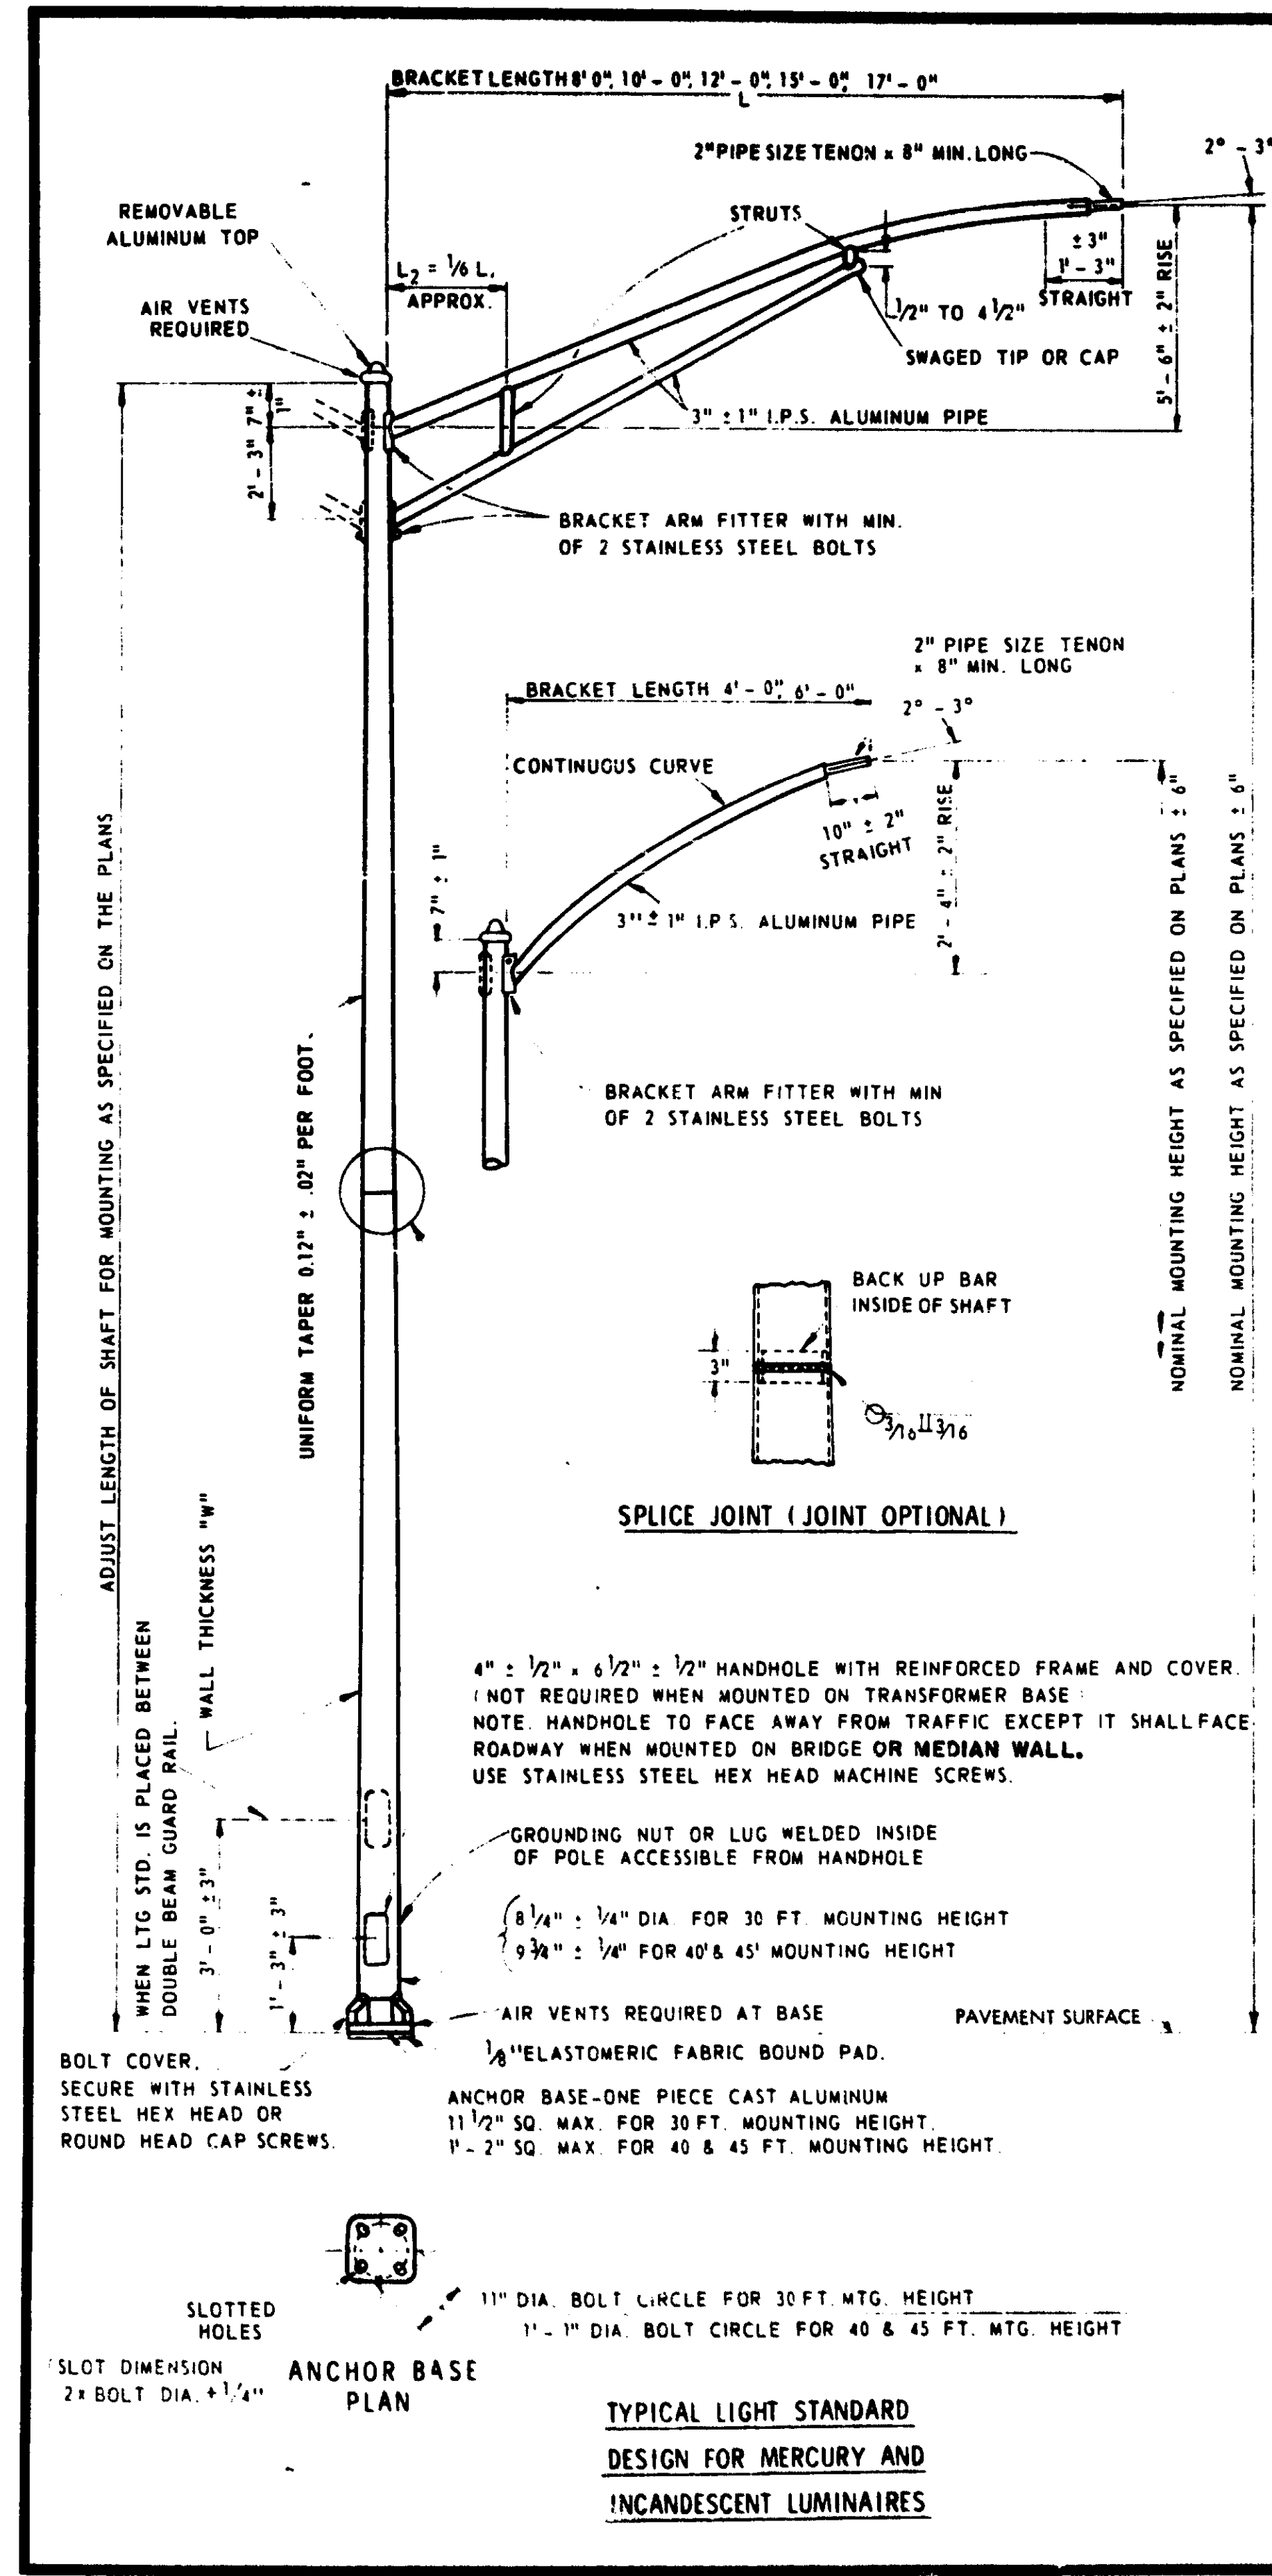 BRACKET LENGTH 8' 0", 10' - 0", 12' - 0", 15' - 0", 17' - 0"
L
2" PIPE SIZE TENON x 8" MIN. LONG
2° - 3°
REMOVABLE
ALUMINUM TOP
STRUTS
L2 = 1/6 L.
APPROX.
± 3"
1' - 3"
STRAIGHT
5' - 6" ± 2" RISE
AIR VENTS
REQUIRED
1/2" TO 4 1/2"
SWAGED TIP OR CAP
7" ±
1"
2' - 3"
3" ± 1" I.P.S. ALUMINUM PIPE
BRACKET ARM FITTER WITH MIN.
OF 2 STAINLESS STEEL BOLTS
2" PIPE SIZE TENON
x 8" MIN. LONG
BRACKET LENGTH 4' - 0", 6' - 0"
2° - 3°
CONTINUOUS CURVE
10" ± 2"
STRAIGHT
2' - 4" ± 2" RISE
7" ± 1"
3" ± 1" I.P.S. ALUMINUM PIPE
BRACKET ARM FITTER WITH MIN
OF 2 STAINLESS STEEL BOLTS
NOMINAL MOUNTING HEIGHT AS SPECIFIED ON PLANS ± 6"
NOMINAL MOUNTING HEIGHT AS SPECIFIED ON PLANS ± 6"
ADJUST LENGTH OF SHAFT FOR MOUNTING AS SPECIFIED ON THE PLANS
UNIFORM TAPER 0.12" ± .02" PER FOOT.
BACK UP BAR
INSIDE OF SHAFT
3"
3/16 3/16
SPLICE JOINT (JOINT OPTIONAL)
WALL THICKNESS "W"
WHEN LTG STD. IS PLACED BETWEEN
DOUBLE BEAM GUARD RAIL.
3' - 0" ± 3"
1' - 3" ± 3"
4" ± 1/2" x 6 1/2" ± 1/2" HANDHOLE WITH REINFORCED FRAME AND COVER.
(NOT REQUIRED WHEN MOUNTED ON TRANSFORMER BASE
NOTE. HANDHOLE TO FACE AWAY FROM TRAFFIC EXCEPT IT SHALL FACE
ROADWAY WHEN MOUNTED ON BRIDGE OR MEDIAN WALL.
USE STAINLESS STEEL HEX HEAD MACHINE SCREWS.
GROUNDING NUT OR LUG WELDED INSIDE
OF POLE ACCESSIBLE FROM HANDHOLE
8 1/4" ± 1/4" DIA. FOR 30 FT. MOUNTING HEIGHT
9 3/4" ± 1/4" FOR 40' & 45' MOUNTING HEIGHT
AIR VENTS REQUIRED AT BASE
PAVEMENT SURFACE
1/8" ELASTOMERIC FABRIC BOUND PAD.
BOLT COVER,
SECURE WITH STAINLESS
STEEL HEX HEAD OR
ROUND HEAD CAP SCREWS.
ANCHOR BASE-ONE PIECE CAST ALUMINUM
11 1/2" SQ. MAX. FOR 30 FT. MOUNTING HEIGHT.
1' - 2" SQ. MAX. FOR 40 & 45 FT. MOUNTING HEIGHT.
SLOTTED
HOLES
11" DIA. BOLT CIRCLE FOR 30 FT. MTG. HEIGHT
1' - 1" DIA. BOLT CIRCLE FOR 40 & 45 FT. MTG. HEIGHT
SLOT DIMENSION
2 x BOLT DIA. + 1/4"
ANCHOR BASE
PLAN
TYPICAL LIGHT STANDARD
DESIGN FOR MERCURY AND
INCANDESCENT LUMINAIRES